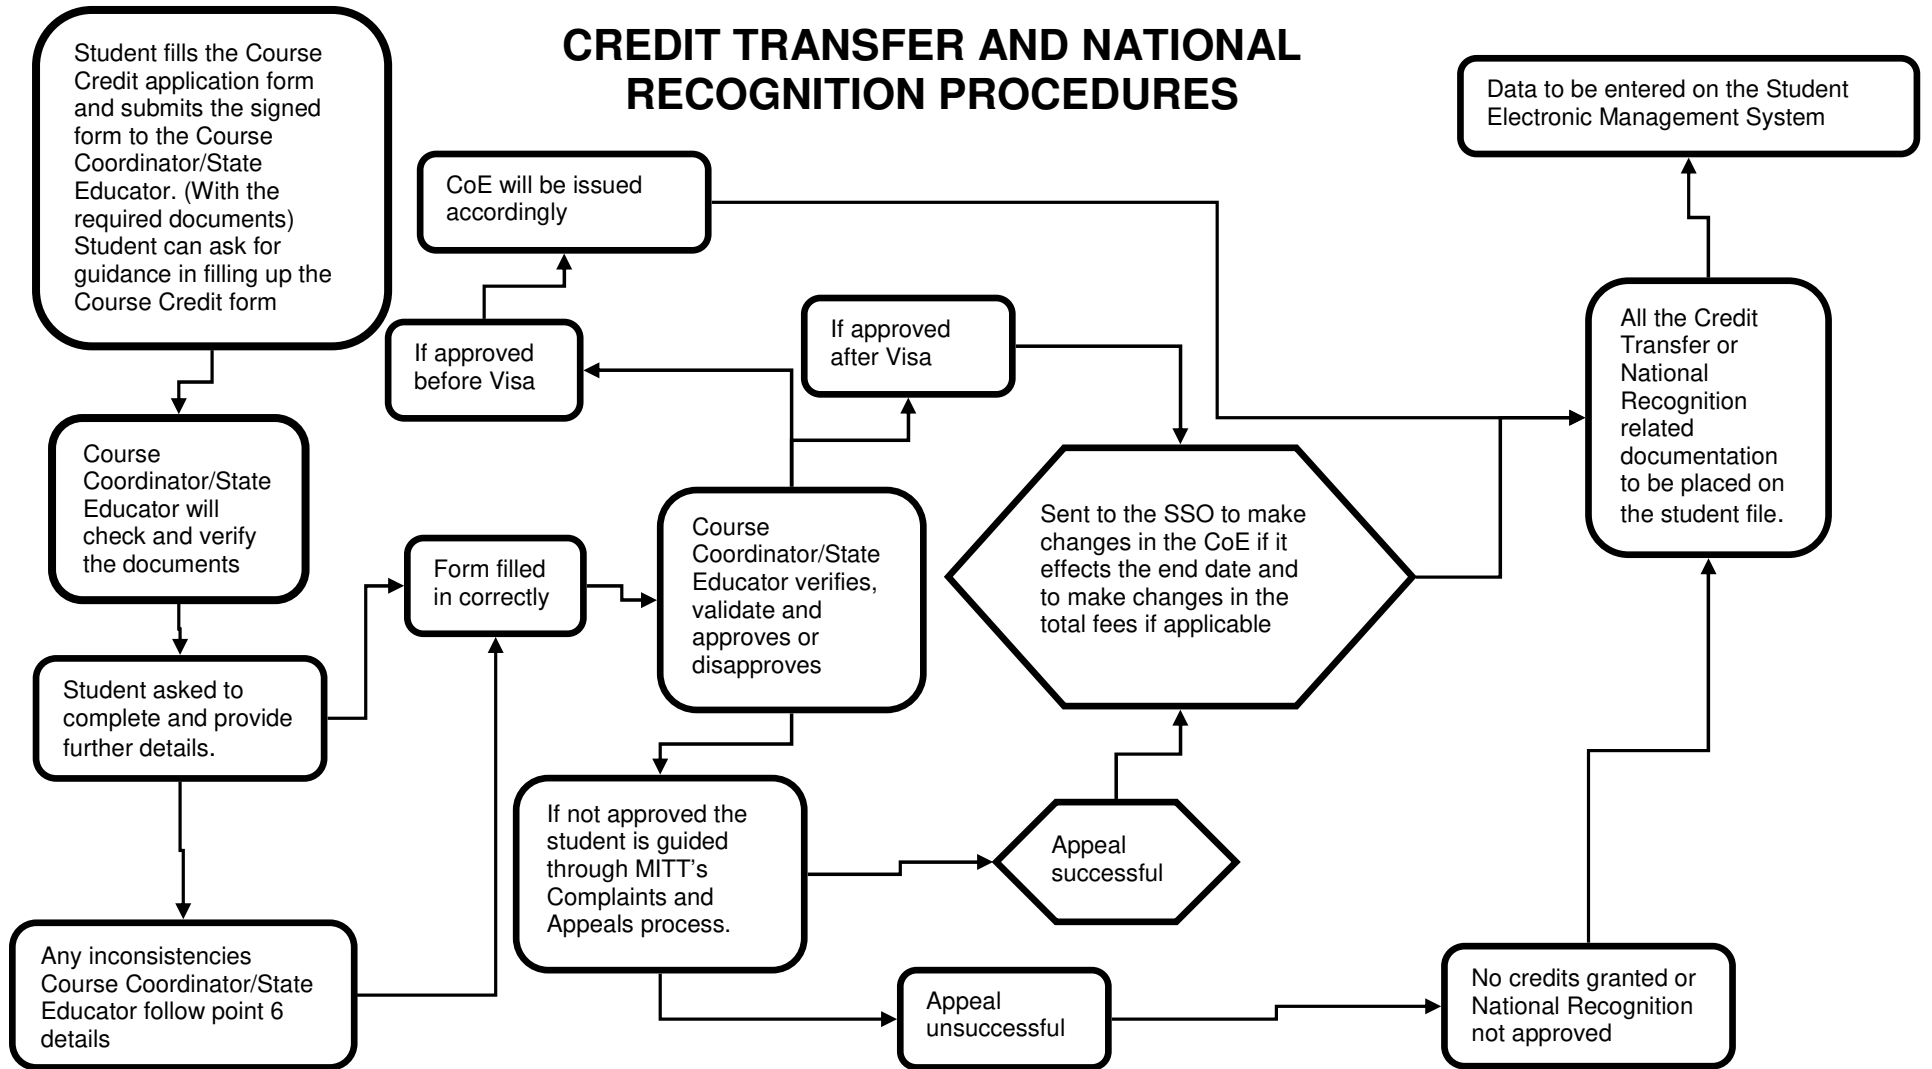 CREDIT TRANSFER AND NATIONAL
RECOGNITION PROCEDURES
Student fills the Course
Credit application form
and submits the signed
form to the Course
Coordinator/State
Educator. (With the
required documents)
Student can ask for
guidance in filling up the
Course Credit form
Course
Coordinator/State
Educator will
check and verify
the documents
Student asked to
complete and provide
further details.
Any inconsistencies
Course Coordinator/State
Educator follow point 6
details
Form filled
in correctly
Course
Coordinator/State
Educator verifies,
validate and
approves or
disapproves
If approved
before Visa
CoE will be issued
accordingly
If approved
after Visa
Sent to the SSO to make
changes in the CoE if it
effects the end date and
to make changes in the
total fees if applicable
If not approved the
student is guided
through MITT’s
Complaints and
Appeals process.
Appeal
successful
Appeal
unsuccessful
No credits granted or
National Recognition
not approved
All the Credit
Transfer or
National
Recognition
related
documentation
to be placed on
the student file.
Data to be entered on the Student
Electronic Management System